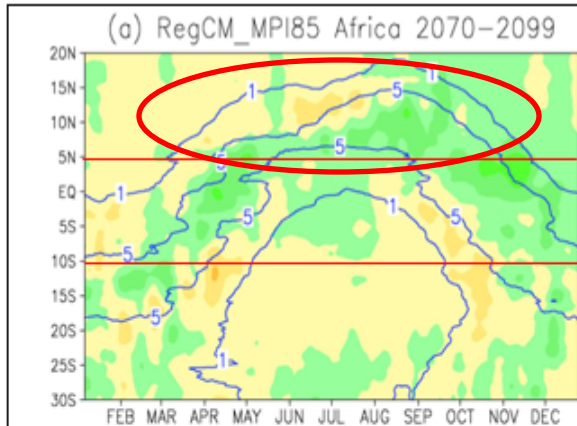 (a) RegCM_MPI85 Africa 2070-2099
20N
15N
10N
5N
EQ
5S
10S
15S
20S
25S
30S
1
1
5
5
5
1
1
5
5
5
1
FEB MAR APR MAY JUN JUL AUG SEP OCT NOV DEC